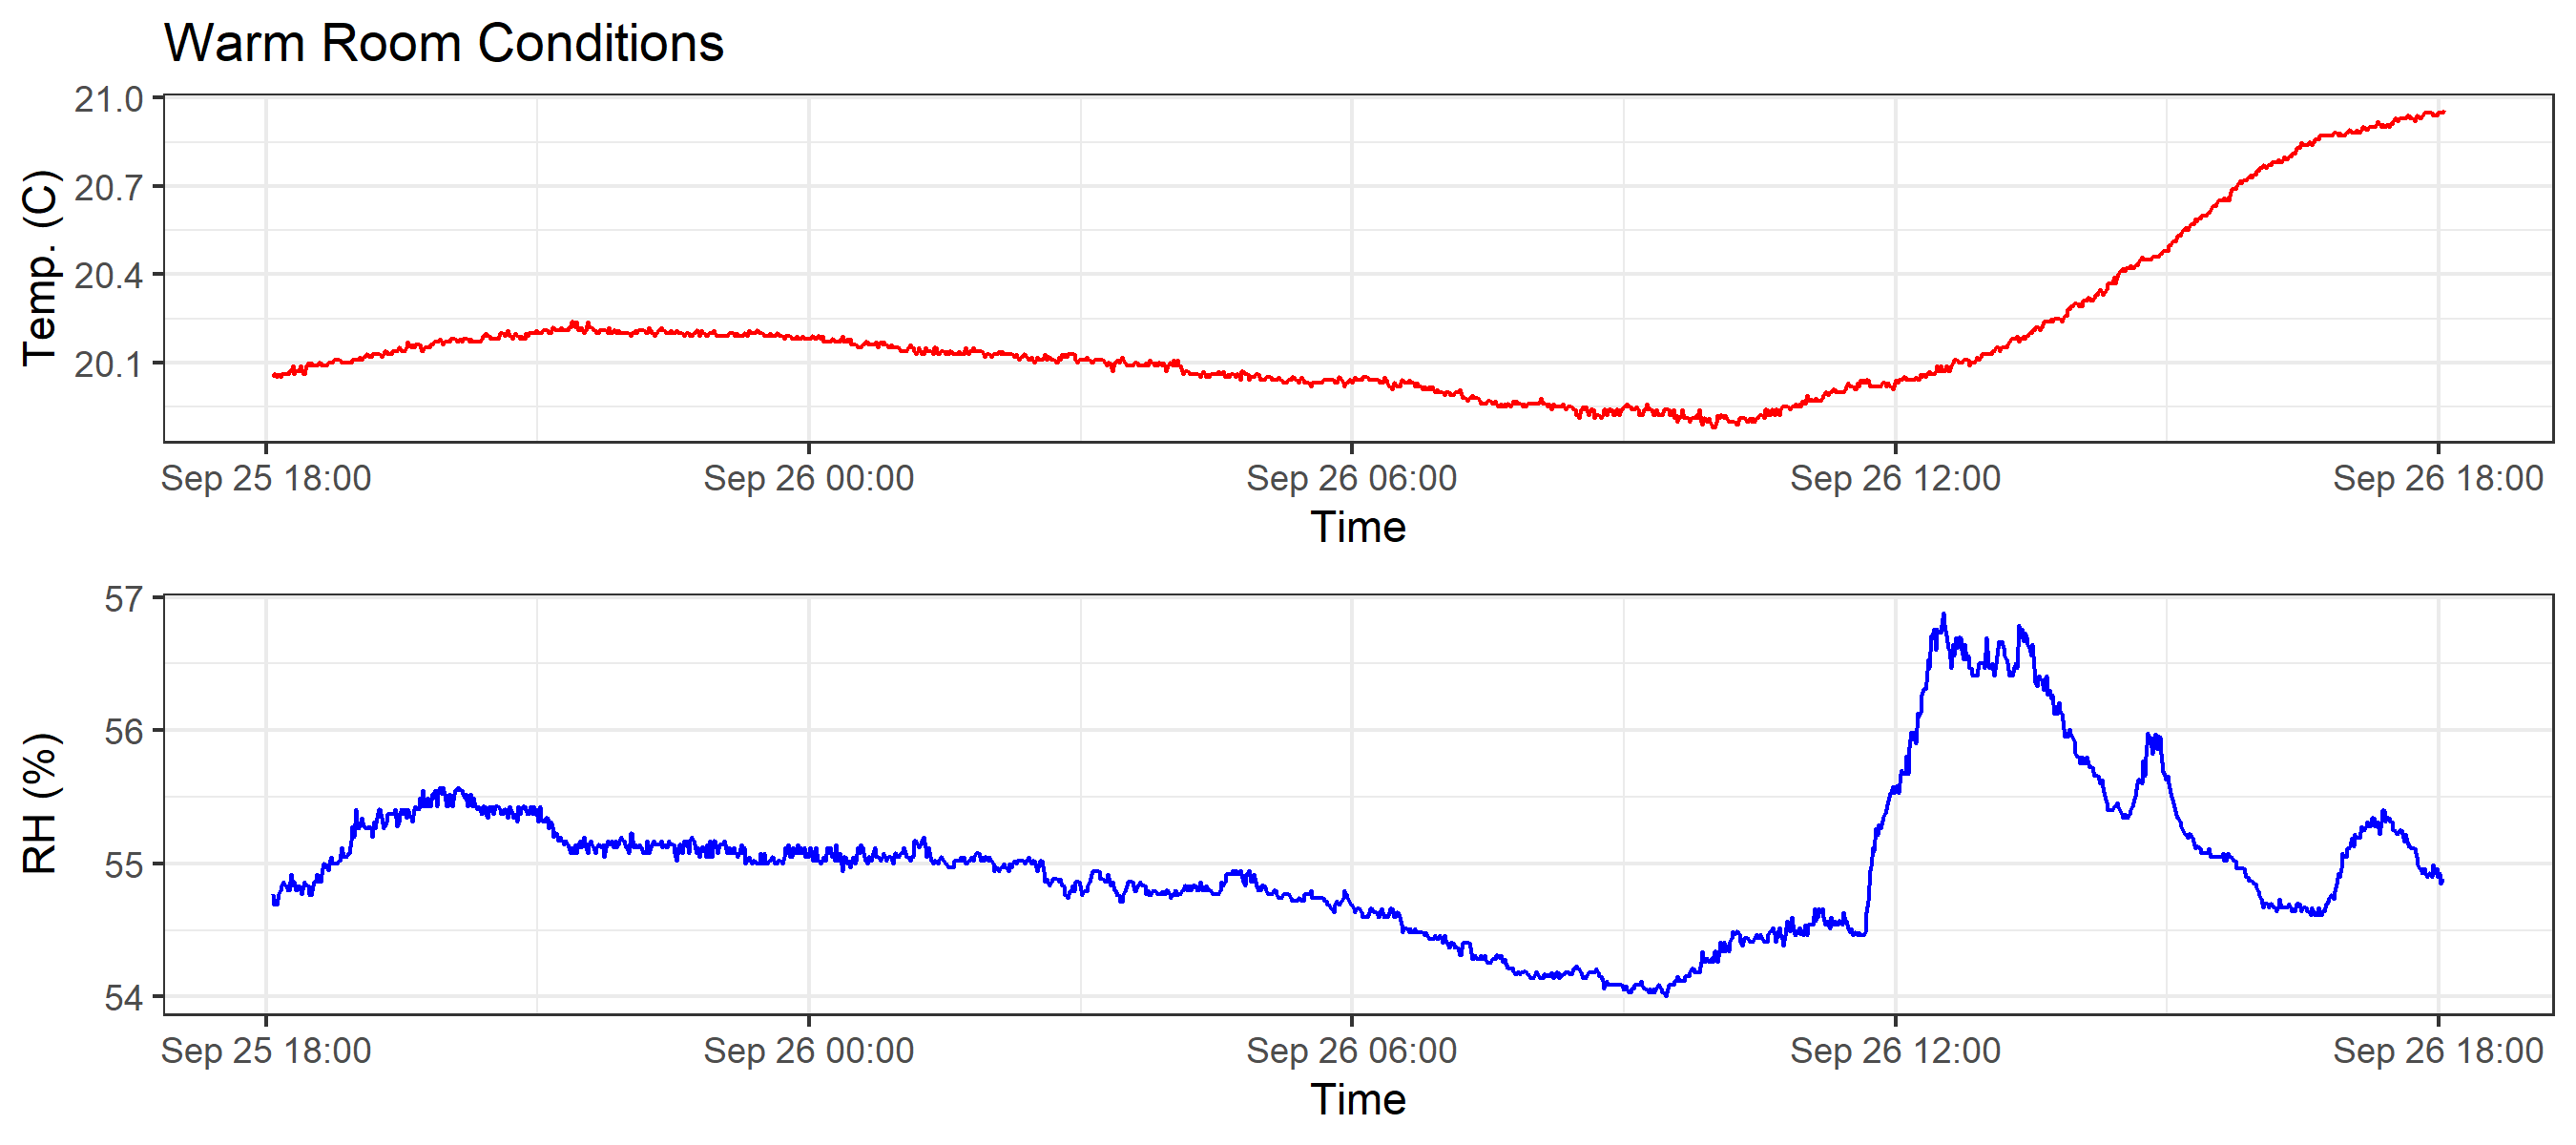 Warm Room Conditions
21.0
20.7
20.4
20.1
Temp. (C)
Sep 25 18:00 Sep 26 00:00 Sep 26 06:00 Sep 26 12:00 Sep 26 18:00
Time
57
56
55
54
RH (%)
Sep 25 18:00 Sep 26 00:00 Sep 26 06:00 Sep 26 12:00 Sep 26 18:00
Time